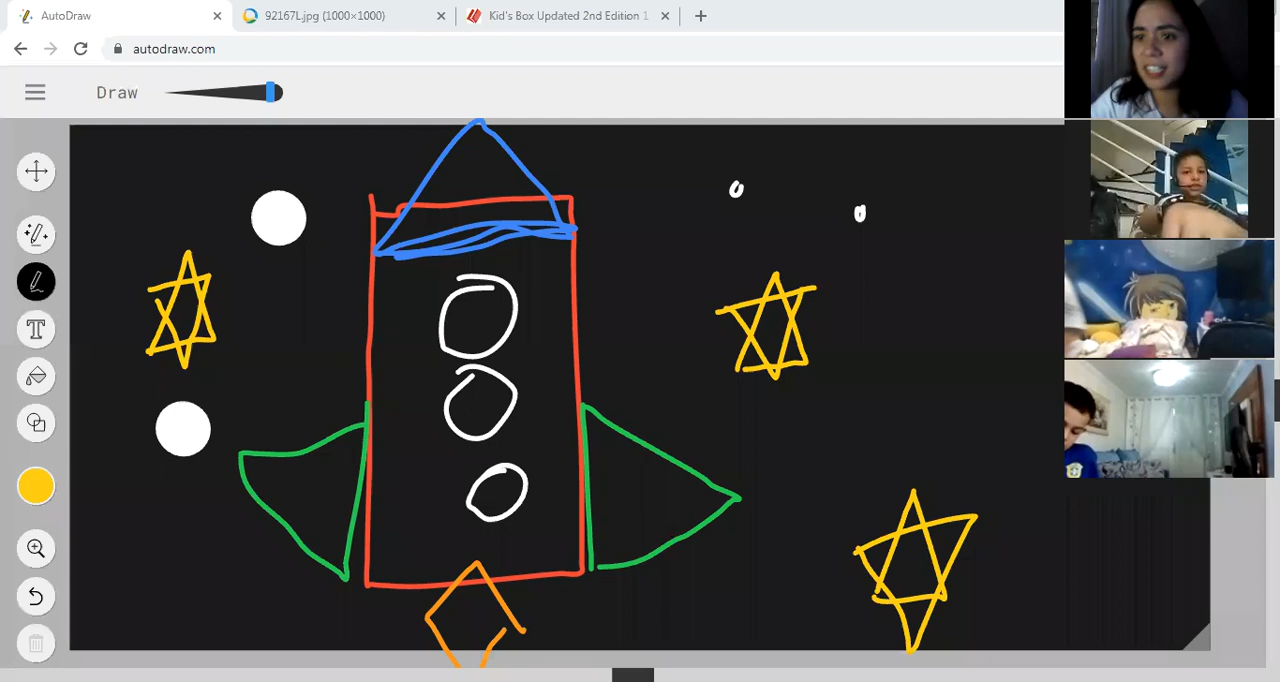 AutoDraw
92167L.jpg (1000×1000)
Kid's Box Updated 2nd Edition 1
autodraw.com
Draw
T